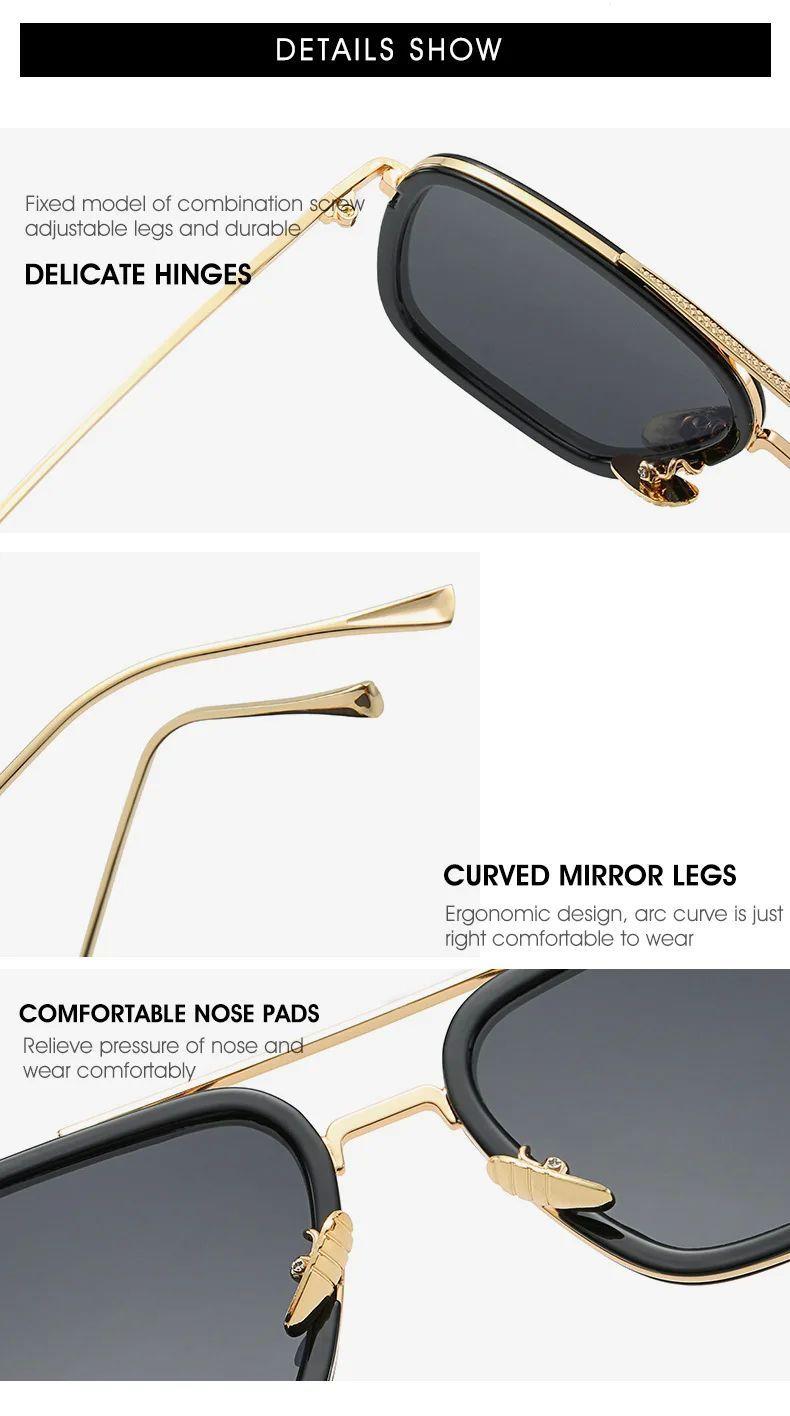 DETAILS SHOW
Fixed model of combination screw
adjustable legs and durable
DELICATE HINGES
CURVED MIRROR LEGS
Ergonomic design, arc curve is just
right comfortable to wear
COMFORTABLE NOSE PADS
Relieve pressure of nose and
wear comfortably